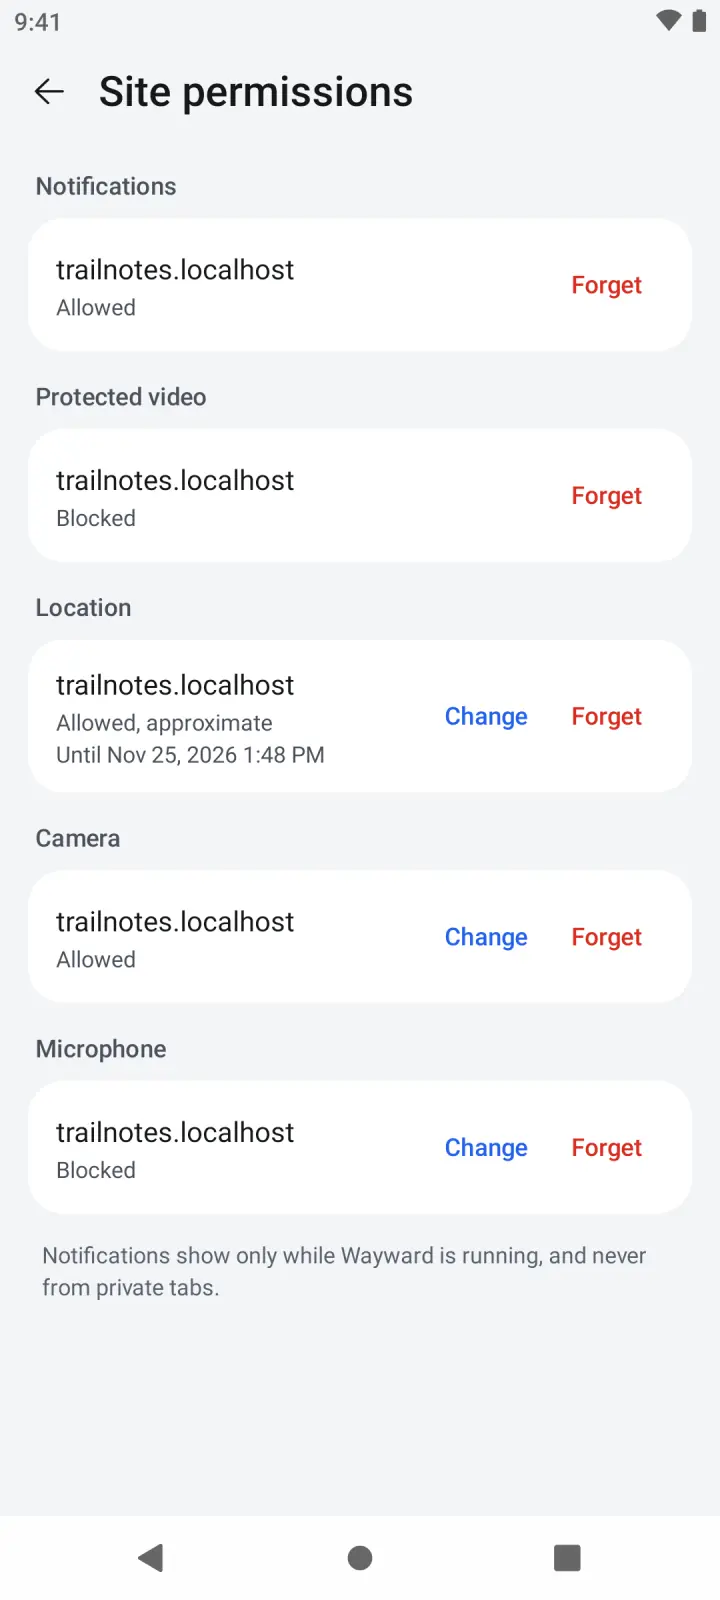 9:41
Site permissions
Notifications
trailnotes.localhost
Allowed
Forget
Protected video
trailnotes.localhost
Blocked
Forget
Location
trailnotes.localhost
Allowed, approximate
Until Nov 25, 2026 1:48 PM
Change
Forget
Camera
trailnotes.localhost
Allowed
Change
Forget
Microphone
trailnotes.localhost
Blocked
Change
Forget
Notifications show only while Wayward is running, and never
from private tabs.